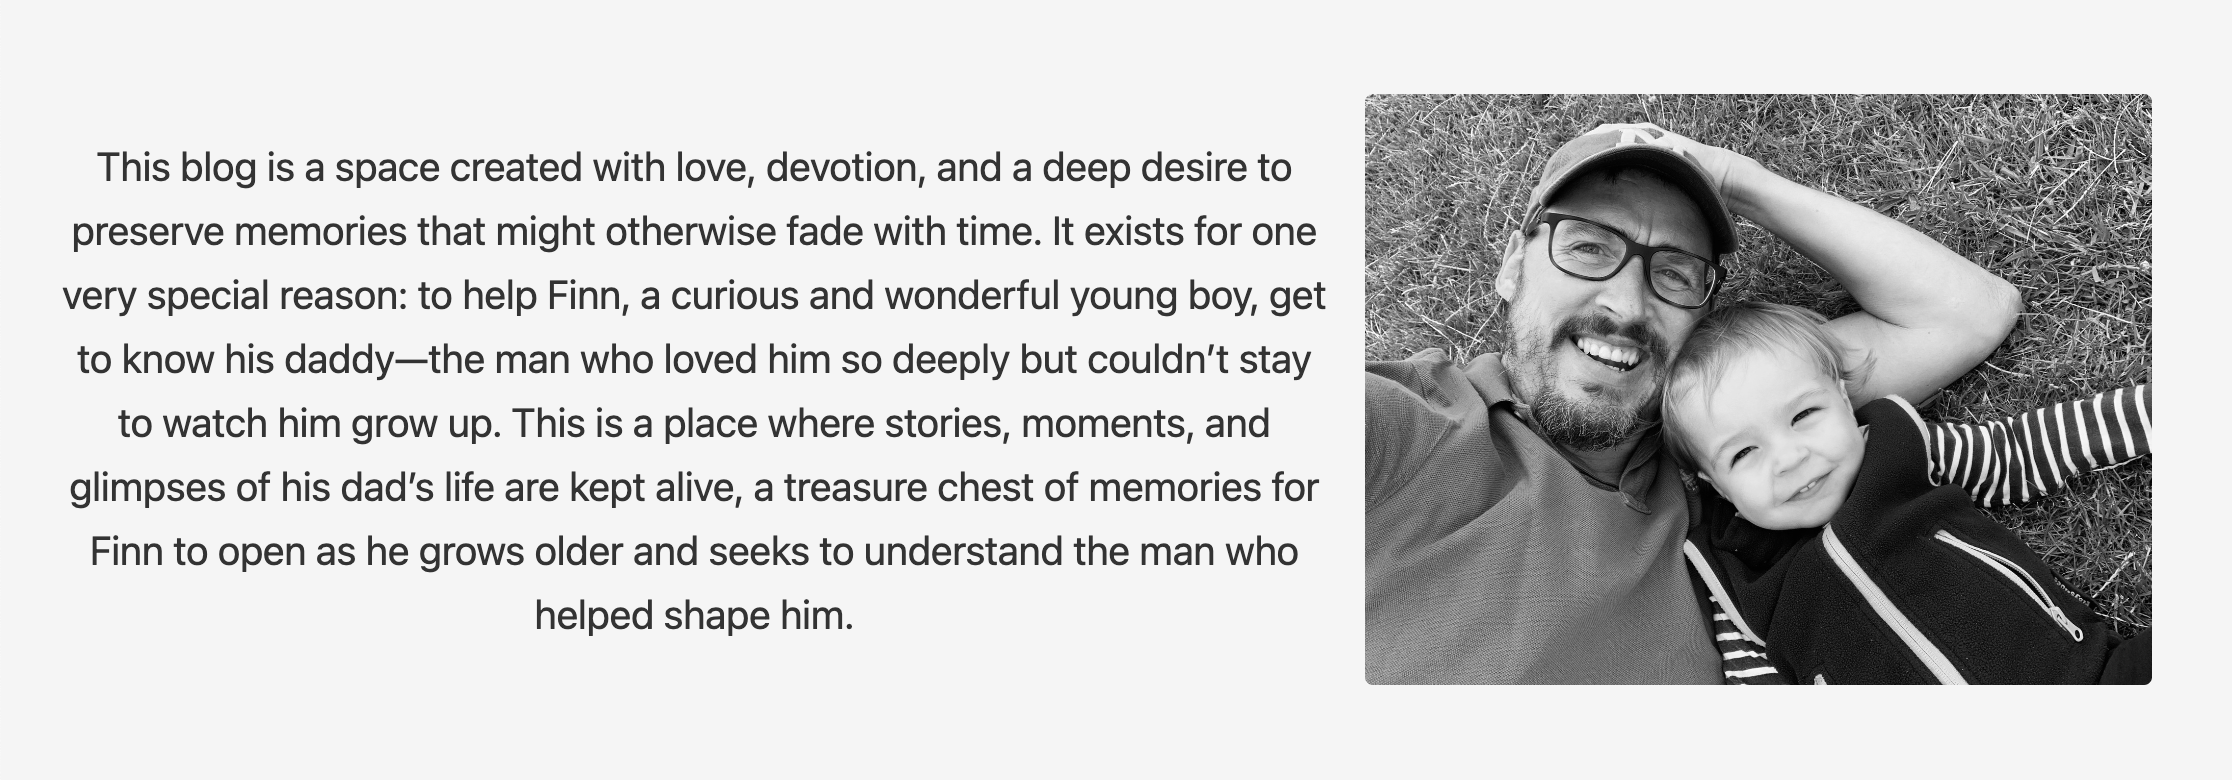 This blog is a space created with love, devotion, and a deep desire to
preserve memories that might otherwise fade with time. It exists for one
very special reason: to help Finn, a curious and wonderful young boy, get
to know his daddy—the man who loved him so deeply but couldn’t stay
to watch him grow up. This is a place where stories, moments, and
glimpses of his dad’s life are kept alive, a treasure chest of memories for
Finn to open as he grows older and seeks to understand the man who
helped shape him.